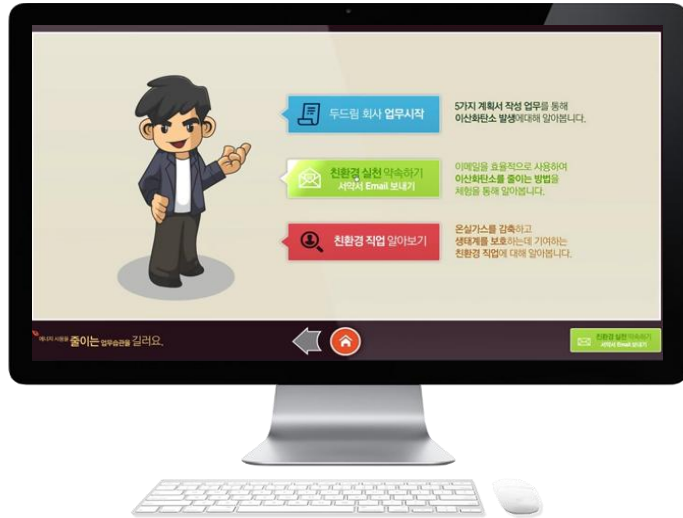 두드림 회사 업무시작
5가지 계획서 작성 업무를 통해
이산화탄소 발생에대해 알아봅니다.
친환경 실천 약속하기
서약서 Email 보내기
이메일을 효율적으로 사용하여
이산화탄소를 줄이는 방법을
체험을 통해 알아봅니다.
친환경 직업 알아보기
온실가스를 감축하고
생태계를 보호하는데 기여하는
친환경 직업에 대해 알아봅니다.
에너지 사용을 줄이는 업무습관을 길러요.
친환경 실천 약속하기
서약서 Email 보내기